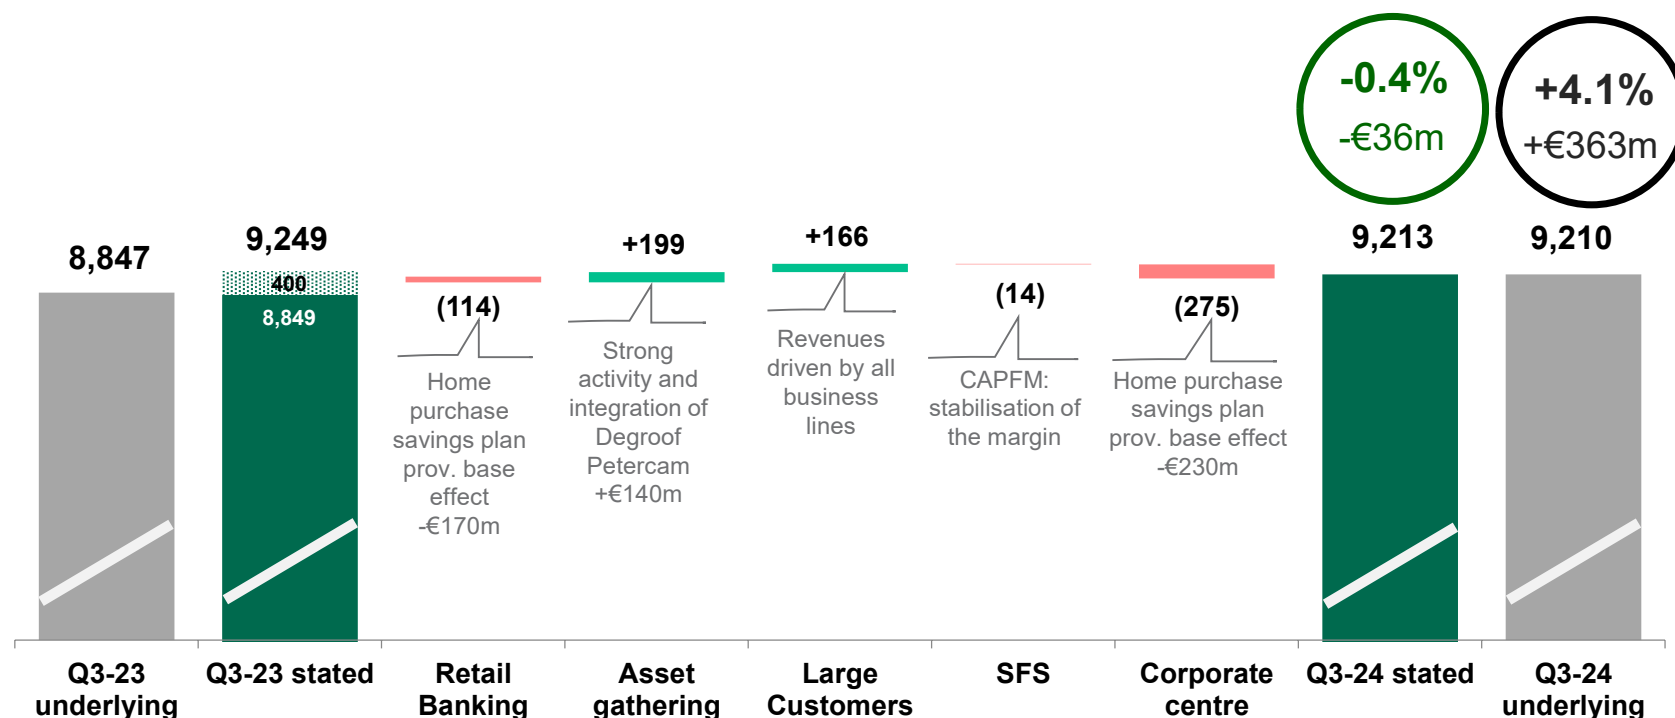 -0.4%
-€36m
+4.1%
+€363m
8,847
9,249
400
8,849
(114)
Home
purchase
savings plan
prov. base
effect
-€170m
+199
Strong
activity and
integration of
Degroof
Petercam
+€140m
+166
Revenues
driven by all
business
lines
(14)
CAPFM:
stabilisation of
the margin
(275)
Home purchase
savings plan
prov. base effect
-€230m
9,213
9,210
Q3-23
underlying
Q3-23 stated
Retail
Banking
Asset
gathering
Large
Customers
SFS
Corporate
centre
Q3-24 stated
Q3-24
underlying